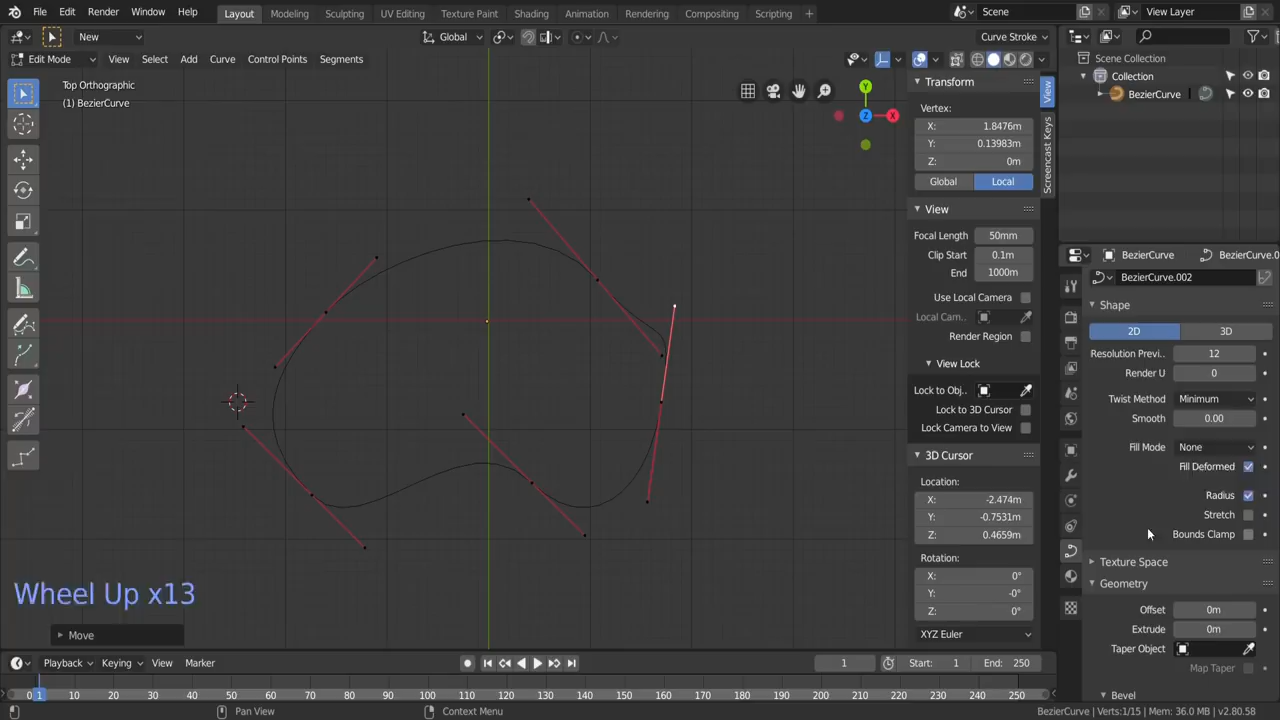 File Edit Render Window Help Layout Modeling Sculpting UV Editing Texture Paint Shading Animation Rendering Compositing Scripting + Scene View Layer
New Global Curve Stroke
Edit Mode View Select Add Curve Control Points Segments
Top Orthographic
(1) BezierCurve
Y
Z
X
Transform
Vertex:
X: 1.8476m
Y: 0.13983m
Z: 0m
Global Local
View
Focal Length 50mm
Clip Start 0.1m
End 1000m
Use Local Camera
Local Cam..
Render Region
View Lock
Lock to Obj..
Lock to 3D Cursor
Lock Camera to View
3D Cursor
Location:
X: -2.474m
Y: -0.7531m
Z: 0.4659m
Rotation:
X: 0°
Y: -0°
Z: 0°
XYZ Euler
View
Screencast Keys
Scene Collection
Collection
BezierCurve
BezierCurve BezierCurve.0
BezierCurve.002
Shape
2D 3D
Resolution Previ.. 12
Render U 0
Twist Method Minimum
Smooth 0.00
Fill Mode None
Fill Deformed
Radius
Stretch
Bounds Clamp
Texture Space
Geometry
Offset 0m
Extrude 0m
Taper Object
Map Taper
Bevel
Wheel Up x13
Move
Playback Keying View Marker 1 Start: 1 End: 250
0 1 10 20 30 40 50 60 70 80 90 100 110 120 130 140 150 160 170 180 190 200 210 220 230 240 250
Pan View Context Menu BezierCurve | Verts:1/15 | Mem: 36.0 MB | v2.80.58